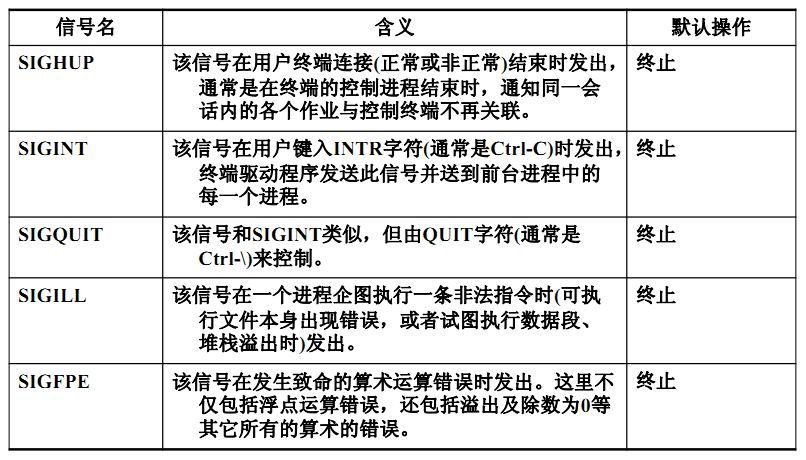 信号名 含义 默认操作
SIGHUP 该信号在用户终端连接(正常或非正常)结束时发出， 终止
通常是在终端的控制进程结束时，通知同一会
话内的各个作业与控制终端不再关联。
SIGINT 该信号在用户键入INTR字符(通常是Ctrl-C)时发出， 终止
终端驱动程序发送此信号并送到前台进程中的
每一个进程。
SIGQUIT 该信号和SIGINT类似，但由QUIT字符(通常是 终止
Ctrl-\)来控制。
SIGILL 该信号在一个进程企图执行一条非法指令时(可执 终止
行文件本身出现错误，或者试图执行数据段、
堆栈溢出时)发出。
SIGFPE 该信号在发生致命的算术运算错误时发出。这里不 终止
仅包括浮点运算错误，还包括溢出及除数为0等
其它所有的算术的错误。